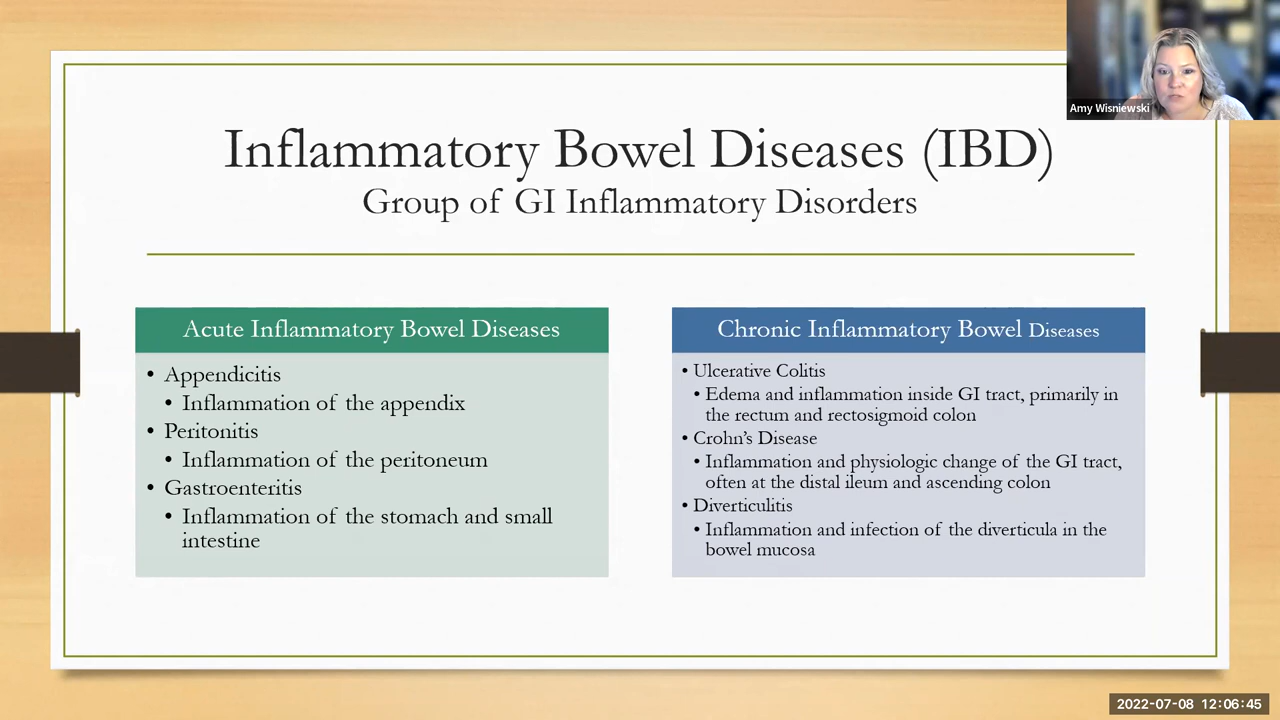 Amy Wisniewski
Inflammatory Bowel Diseases (IBD)
Group of GI Inflammatory Disorders
Acute Inflammatory Bowel Diseases
• Appendicitis
• Inflammation of the appendix
• Peritonitis
• Inflammation of the peritoneum
• Gastroenteritis
• Inflammation of the stomach and small
intestine
Chronic Inflammatory Bowel Diseases
• Ulcerative Colitis
• Edema and inflammation inside GI tract, primarily in
the rectum and rectosigmoid colon
• Crohn’s Disease
• Inflammation and physiologic change of the GI tract,
often at the distal ileum and ascending colon
• Diverticulitis
• Inflammation and infection of the diverticula in the
bowel mucosa
2022-07-08 12:06:45